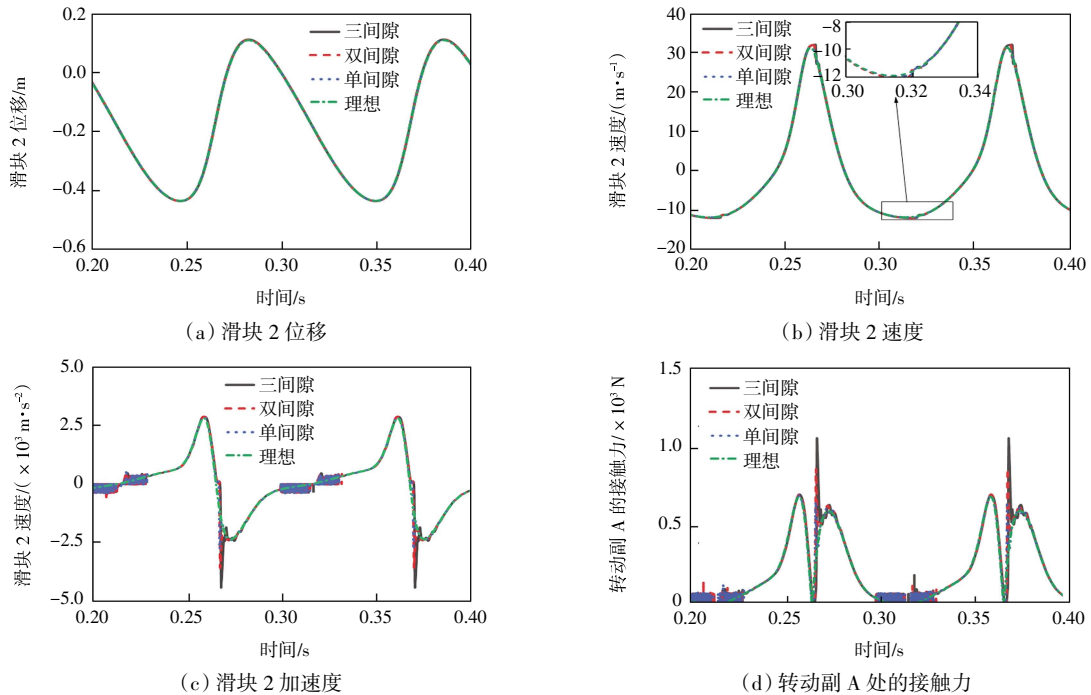 0.2
0.0
−0.2
−0.4
−0.6
滑块 2 位移/m
三间隙
双间隙
单间隙
理想
0.20
0.25
0.30
0.35
0.40
时间/s
(a) 滑块 2 位移
40
30
20
10
0
−10
−20
滑块 2 速度/(m·s⁻¹)
三间隙
双间隙
单间隙
理想
−8
−10
−12
0.30
0.32
0.34
0.20
0.25
0.30
0.35
0.40
时间/s
(b) 滑块 2 速度
5.0
2.5
0
−2.5
−5.0
滑块 2 速度/(×10³ m·s⁻²)
三间隙
双间隙
单间隙
理想
0.20
0.25
0.30
0.35
0.40
时间/s
(c) 滑块 2 加速度
1.5
1.0
0.5
0
转动副 A 的接触力/×10³ N
三间隙
双间隙
单间隙
理想
0.20
0.25
0.30
0.35
0.40
时间/s
(d) 转动副 A 处的接触力